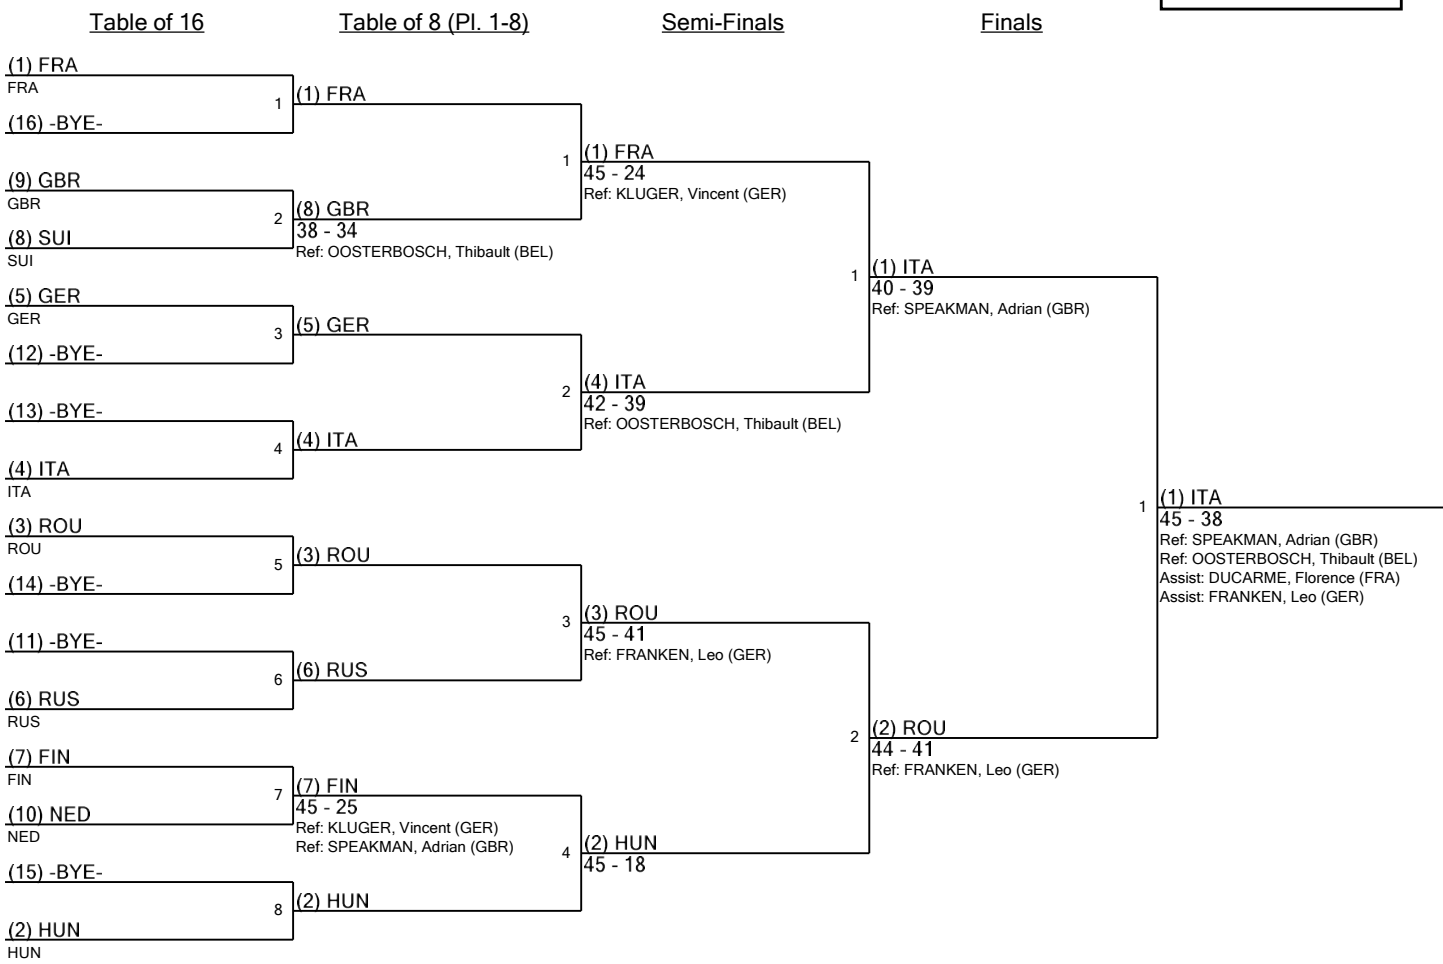 Table of 16
Table of 8 (Pl. 1-8)
Semi-Finals
Finals
(1) FRA
FRA
1
(16) -BYE-
(9) GBR
GBR
2
(8) SUI
SUI
(5) GER
GER
3
(12) -BYE-
(13) -BYE-
4
(4) ITA
ITA
(3) ROU
ROU
5
(14) -BYE-
(11) -BYE-
6
(6) RUS
RUS
(7) FIN
FIN
7
(10) NED
NED
(15) -BYE-
8
(2) HUN
HUN
(1) FRA
1
(8) GBR
38 - 34
Ref: OOSTERBOSCH, Thibault (BEL)
(5) GER
2
(4) ITA
(3) ROU
3
(6) RUS
(7) FIN
45 - 25
Ref: KLUGER, Vincent (GER)
Ref: SPEAKMAN, Adrian (GBR)
4
(2) HUN
(1) FRA
45 - 24
Ref: KLUGER, Vincent (GER)
1
(4) ITA
42 - 39
Ref: OOSTERBOSCH, Thibault (BEL)
(3) ROU
45 - 41
Ref: FRANKEN, Leo (GER)
2
(2) HUN
45 - 18
(1) ITA
40 - 39
Ref: SPEAKMAN, Adrian (GBR)
1
(2) ROU
44 - 41
Ref: FRANKEN, Leo (GER)
(1) ITA
45 - 38
Ref: SPEAKMAN, Adrian (GBR)
Ref: OOSTERBOSCH, Thibault (BEL)
Assist: DUCARME, Florence (FRA)
Assist: FRANKEN, Leo (GER)